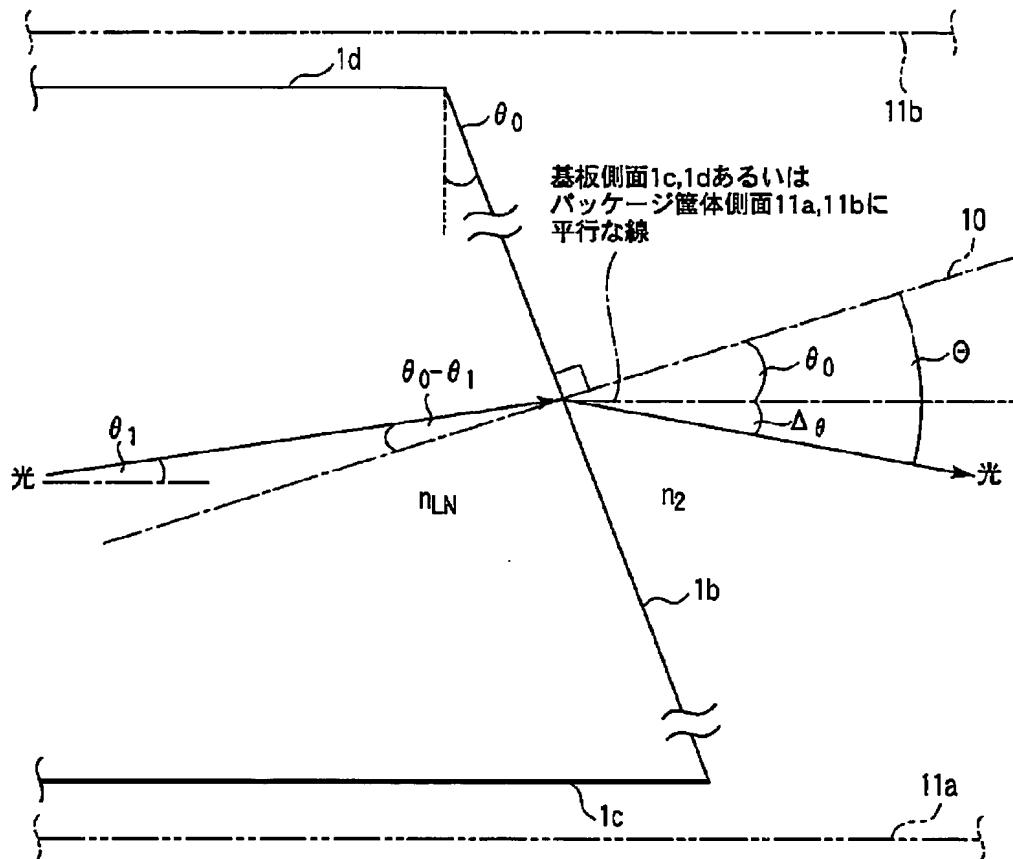 1d
11b
θ0
基板側面1c,1dあるいは
パッケージ筐体側面11a,11bに
平行な線
10
θ0-θ1
θ0
Θ
θ1
Δθ
光
光
nLN
n2
1b
1c
11a